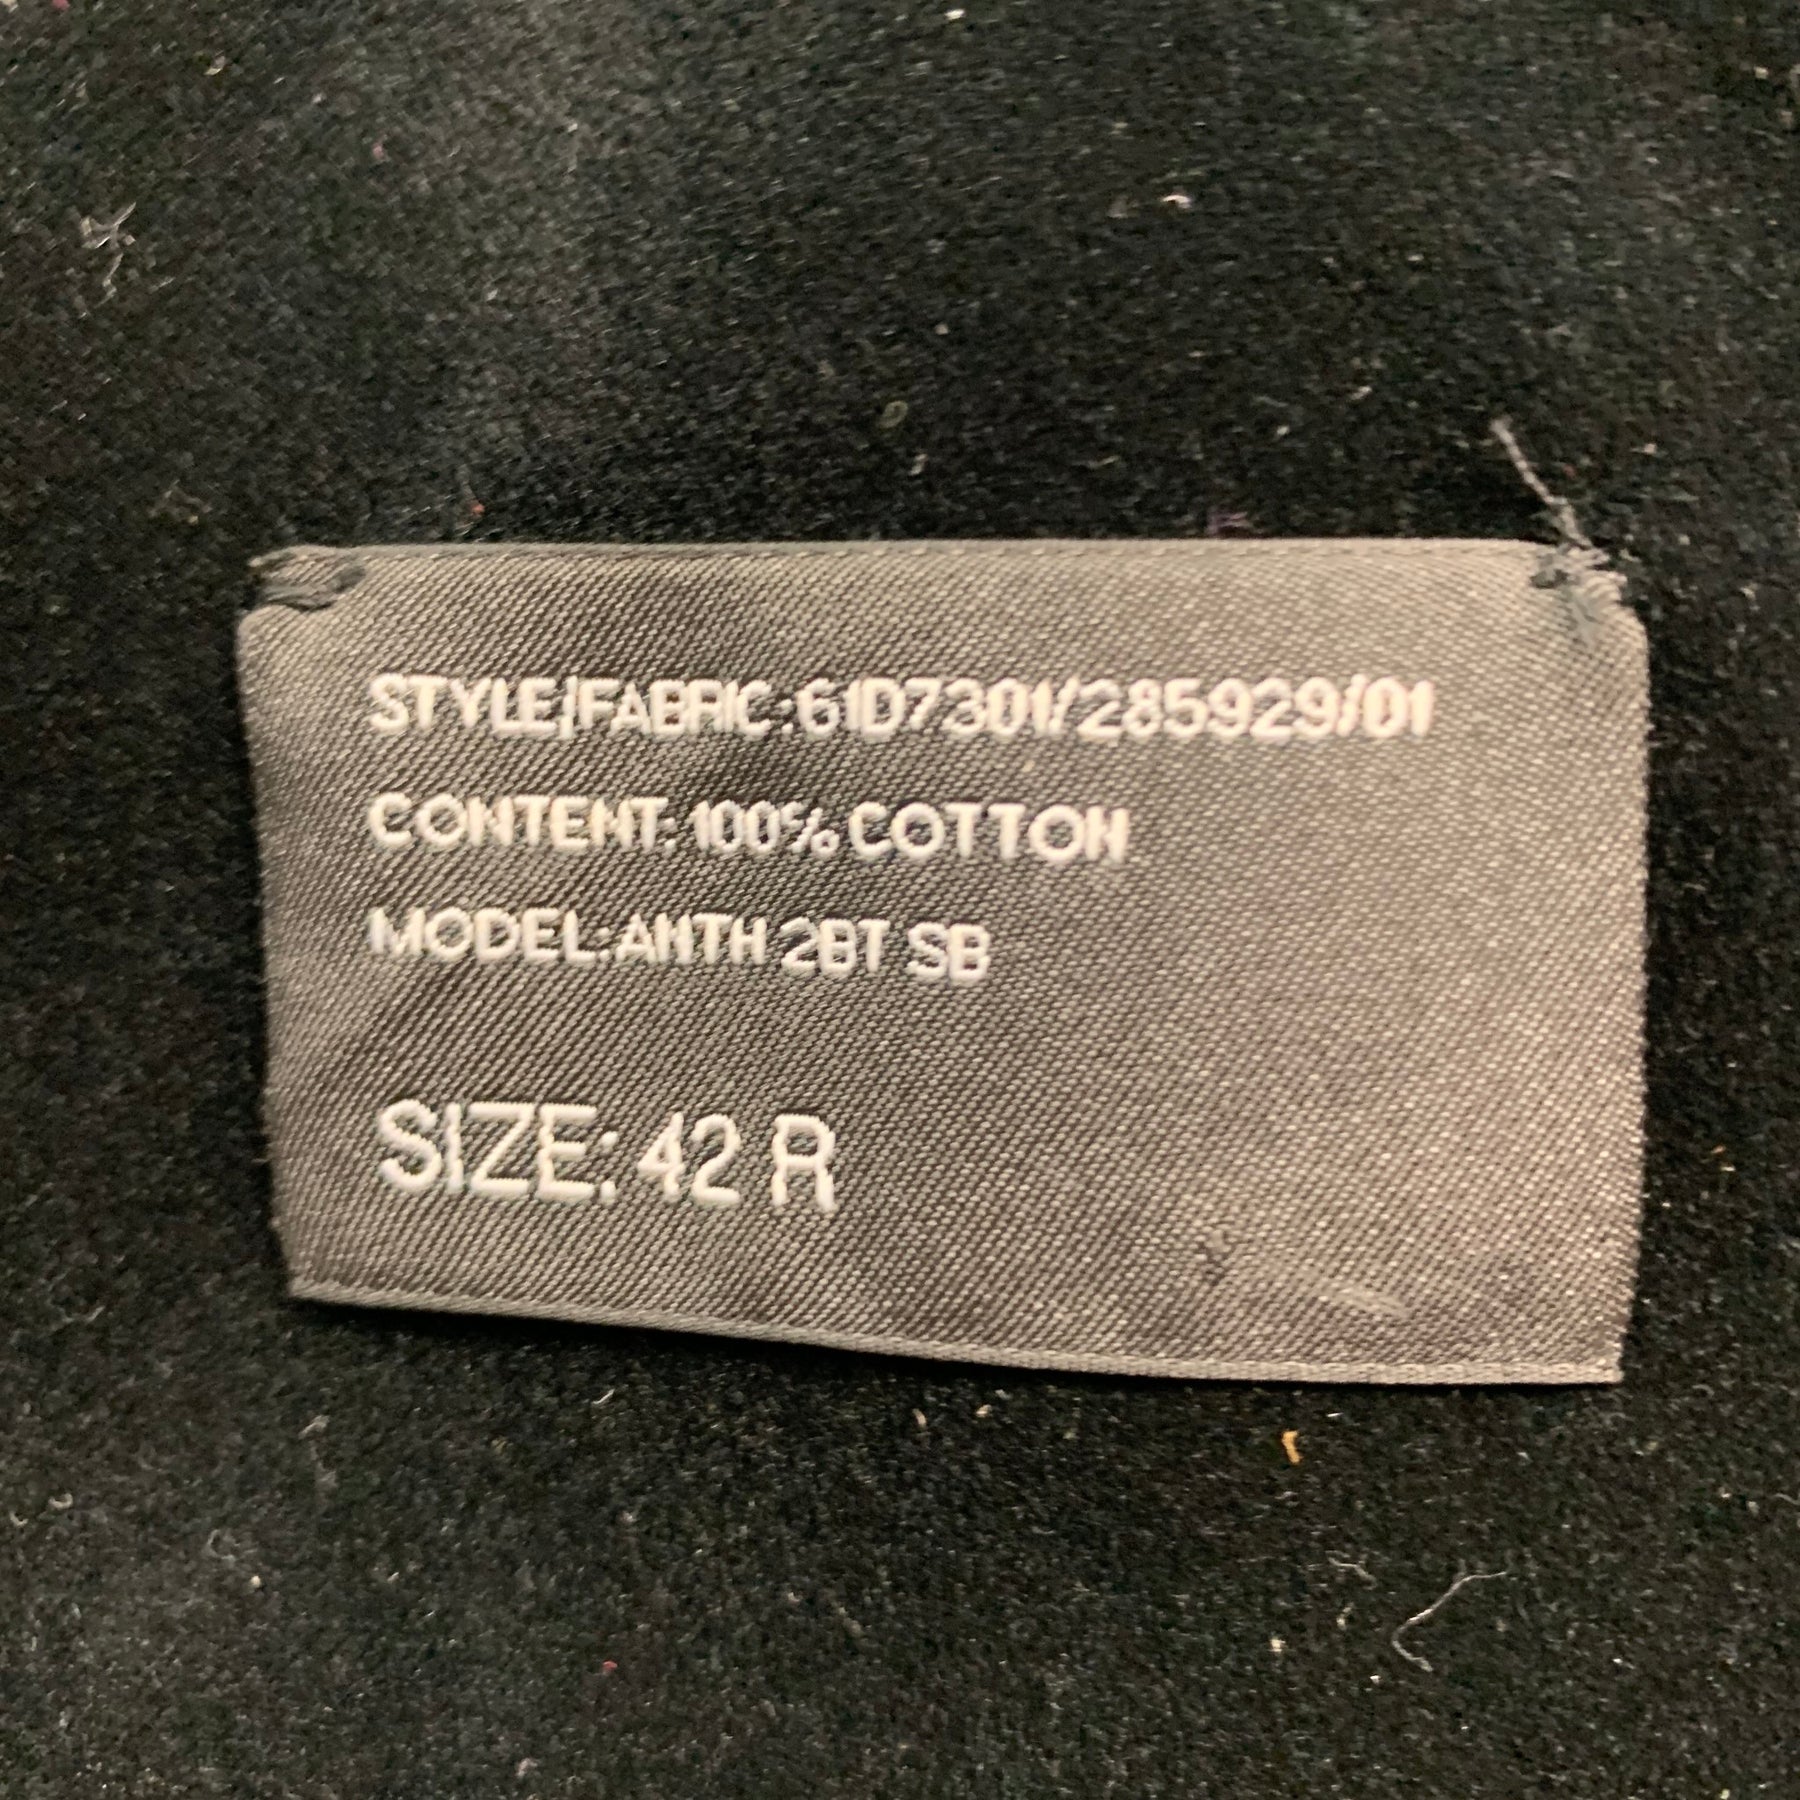 STYLE/FABRIC:61D7301/285929/01
CONTENT: 100% COTTON
MODEL:ANTH 2BT SB
SIZE: 42 R